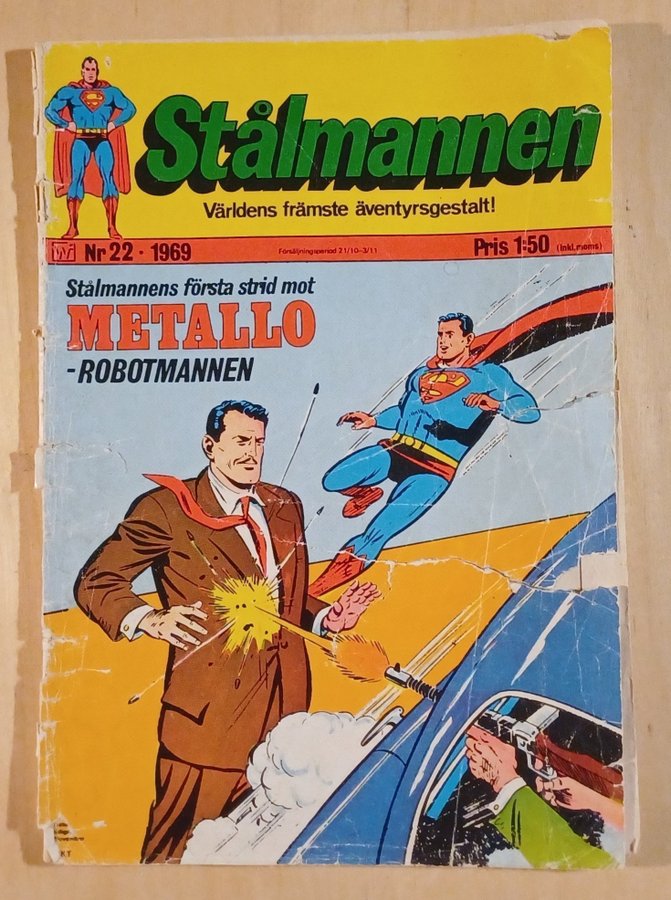 Stålmannen
Världens främste äventyrsgestalt!
Nr 22 · 1969
Försäljningsperiod 21/10–3/11
Pris 1:50 (inkl. moms)
Stålmannens första strid mot
METALLO
-ROBOTMANNEN
KT